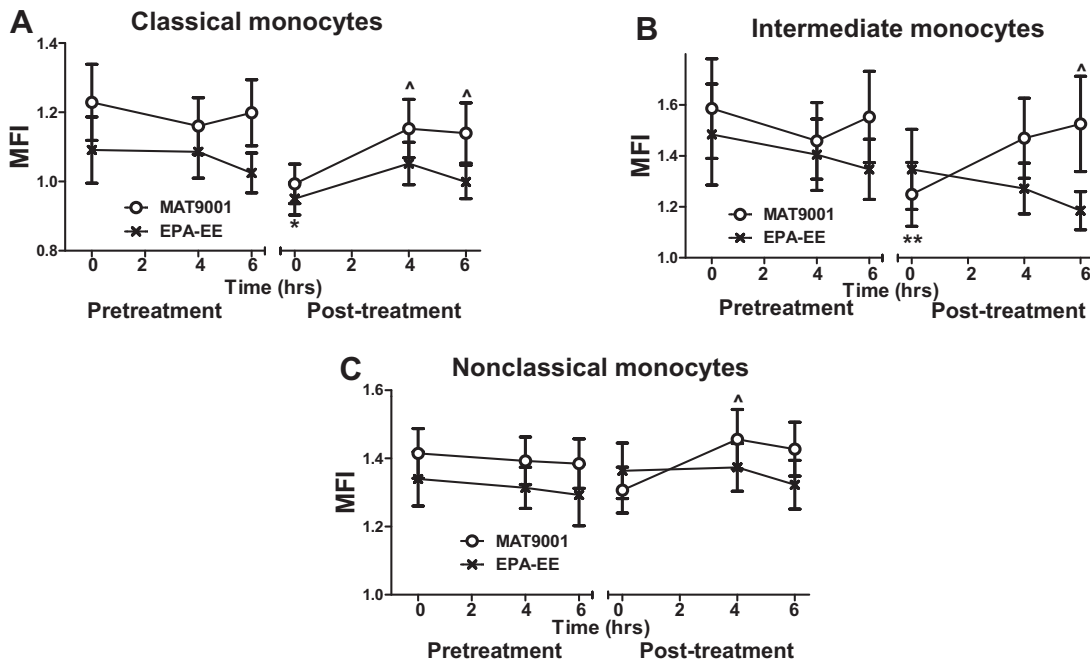 A
Classical monocytes
MFI
1.4
1.2
1.0
0.8
^ ^
MAT9001
EPA-EE
*
0 2 4 6 0 2 4 6
Time (hrs)
Pretreatment Post-treatment
B
Intermediate monocytes
MFI
1.6
1.4
1.2
1.0
^
MAT9001
EPA-EE
**
0 2 4 6 0 2 4 6
Time (hrs)
Pretreatment Post-treatment
C
Nonclassical monocytes
MFI
1.6
1.4
1.2
1.0
^
MAT9001
EPA-EE
0 2 4 6 0 2 4 6
Time (hrs)
Pretreatment Post-treatment